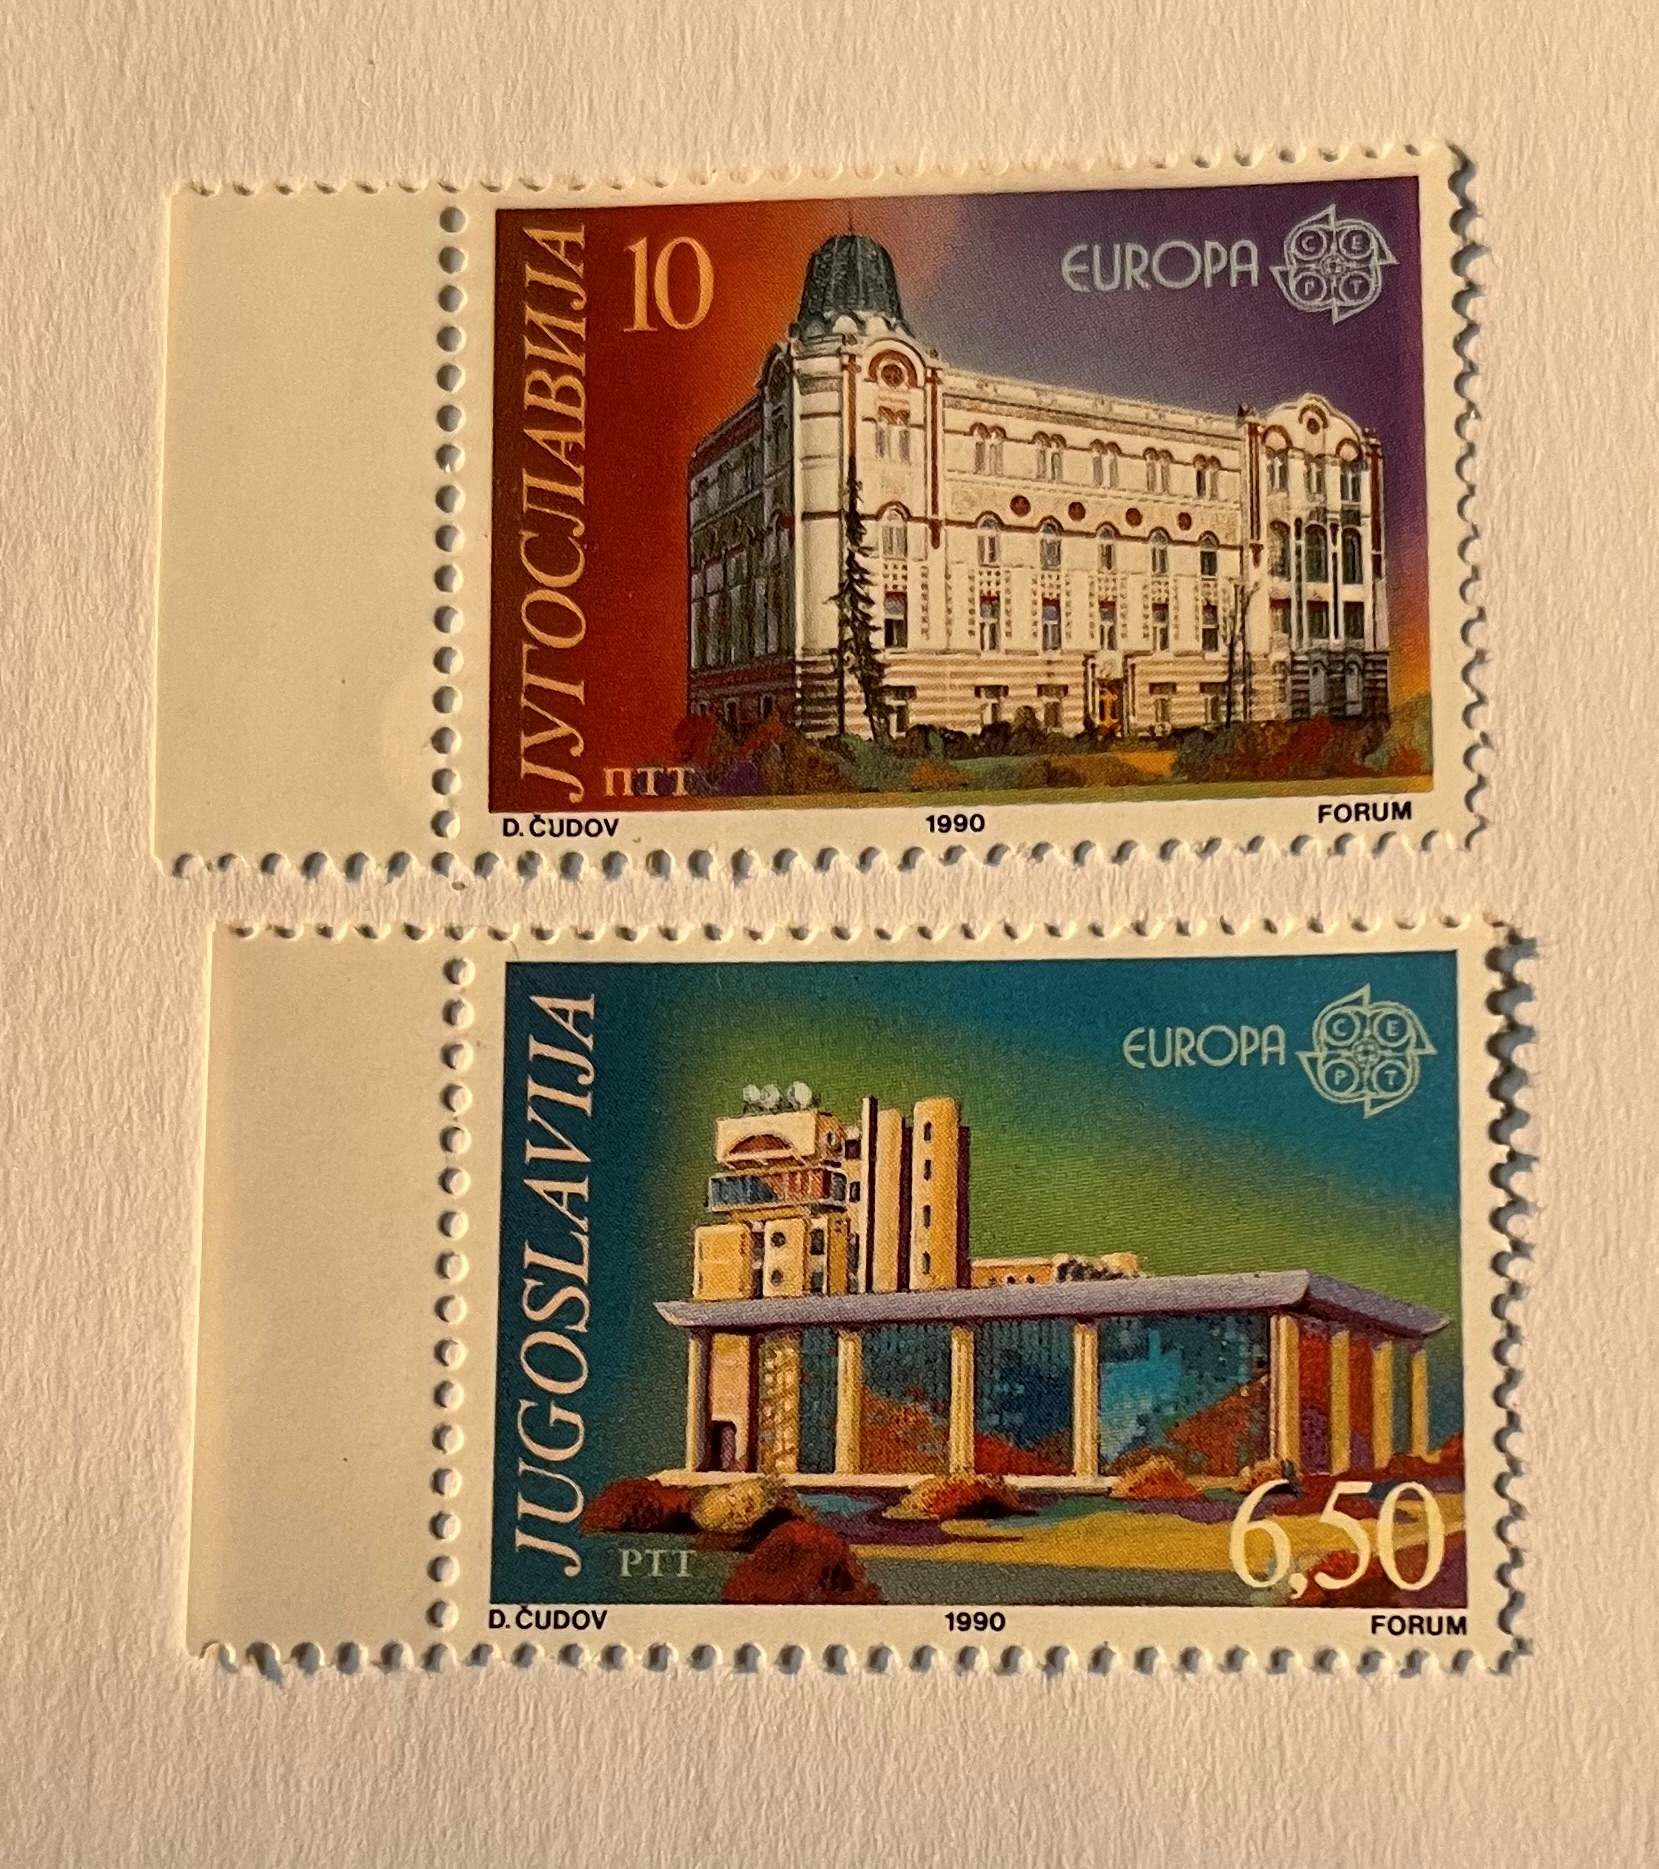 ЈУГОСЛАВИЈА
10
EUROPA
C E
P T
ПТТ
D. ČUDOV 1990 FORUM
JUGOSLAVIJA
EUROPA
C E
P T
6,50
PTT
D. ČUDOV 1990 FORUM